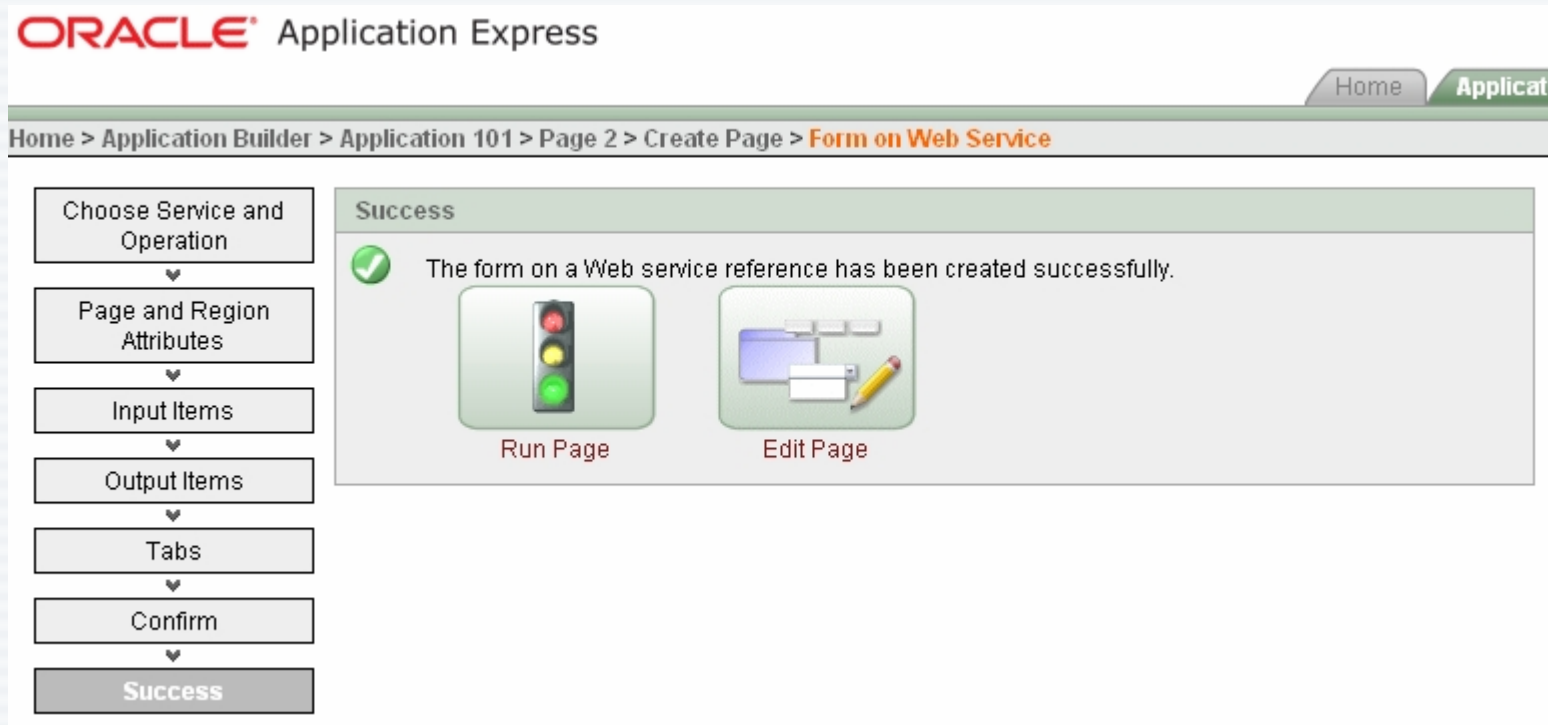 ORACLE Application Express
Home Applicat
Home > Application Builder > Application 101 > Page 2 > Create Page > Form on Web Service
Choose Service and
Operation
Page and Region
Attributes
Input Items
Output Items
Tabs
Confirm
Success
Success
The form on a Web service reference has been created successfully.
Run Page Edit Page